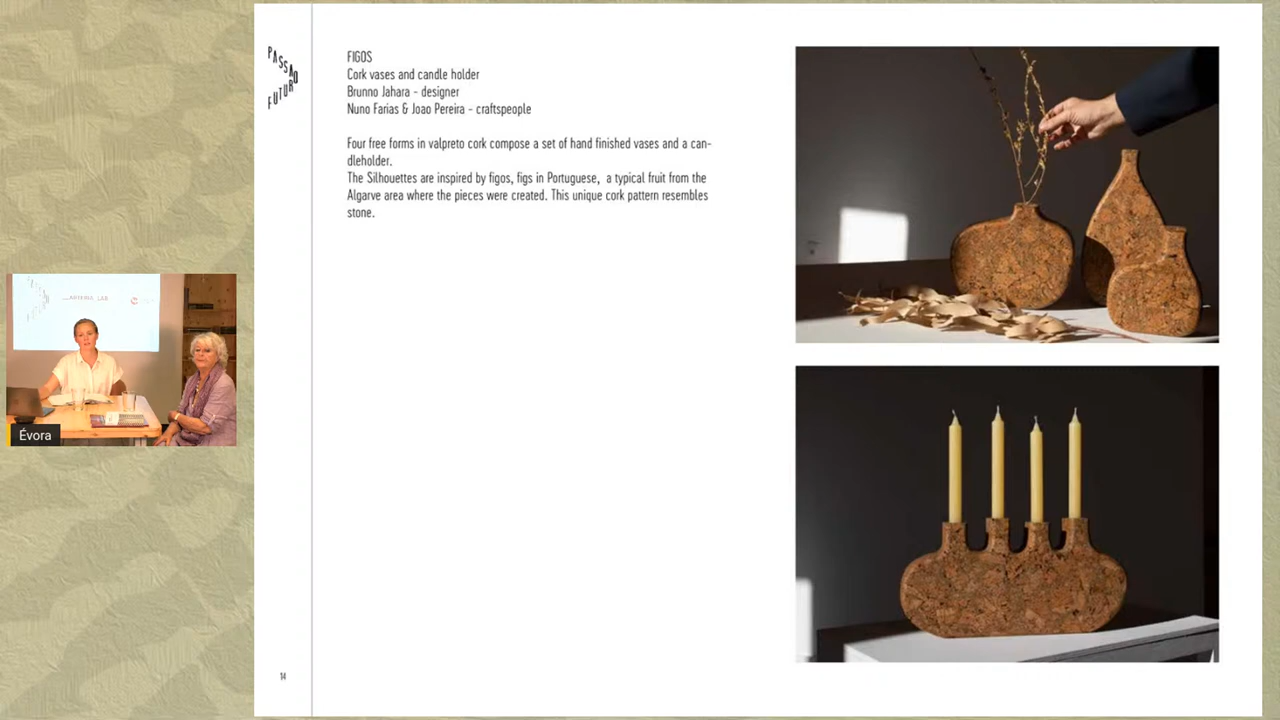 PASSAO
FUTURO
FIGOS
Cork vases and candle holder
Brunno Jahara - designer
Nuno Farias & Joao Pereira - craftspeople
Four free forms in valpreto cork compose a set of hand finished vases and a can-
dleholder.
The Silhouettes are inspired by figos, figs in Portuguese, a typical fruit from the
Algarve area where the pieces were created. This unique cork pattern resembles
stone.
Évora
14